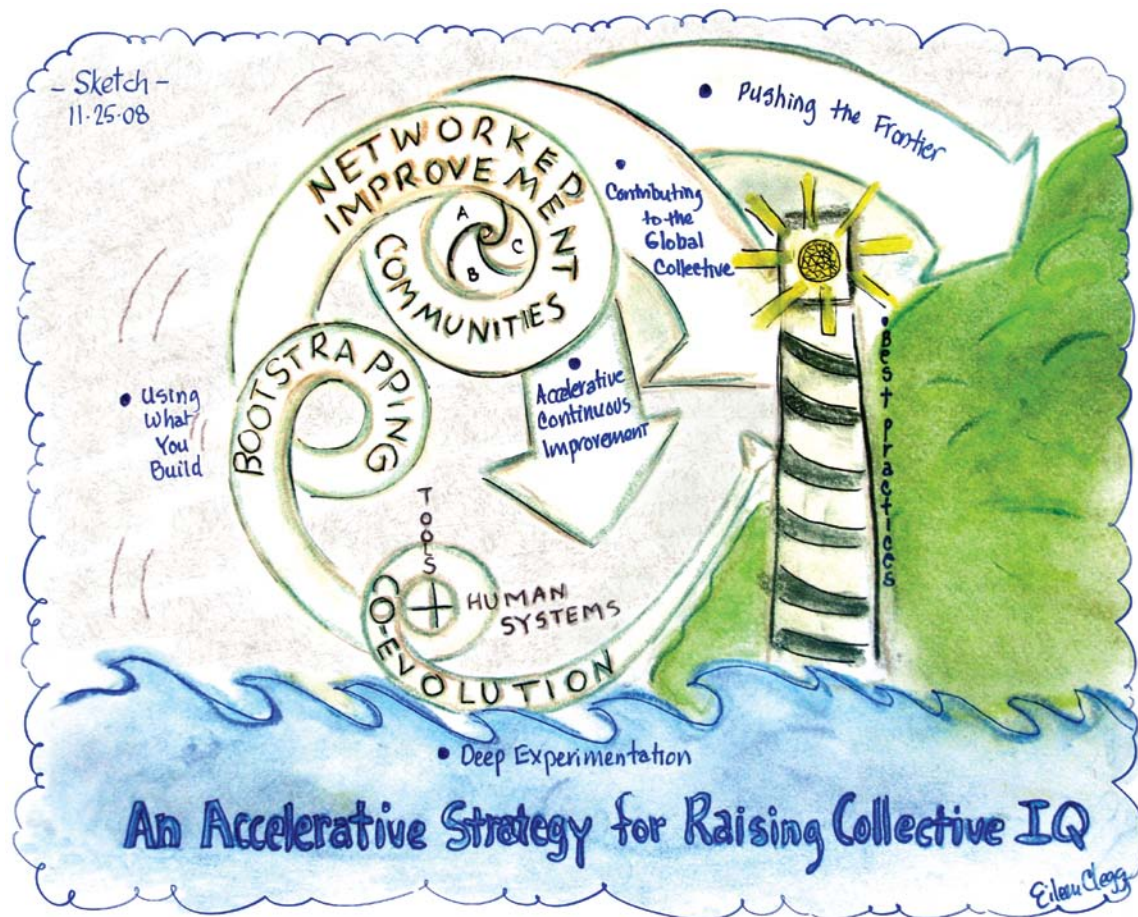 - Sketch -
11·25·08
• Pushing the Frontier
NETWORKED
IMPROVEMENT
COMMUNITIES
A
C
B
• Contributing
to the
Global
Collective
BOOTSTRAPPING
• Using
What
You
Build
• Accelerative
Continuous
Improvement
• Best practices
TOOLS
HUMAN
SYSTEMS
CO-EVOLUTION
• Deep Experimentation
An Accelerative Strategy for Raising Collective IQ
Eileen Clegg